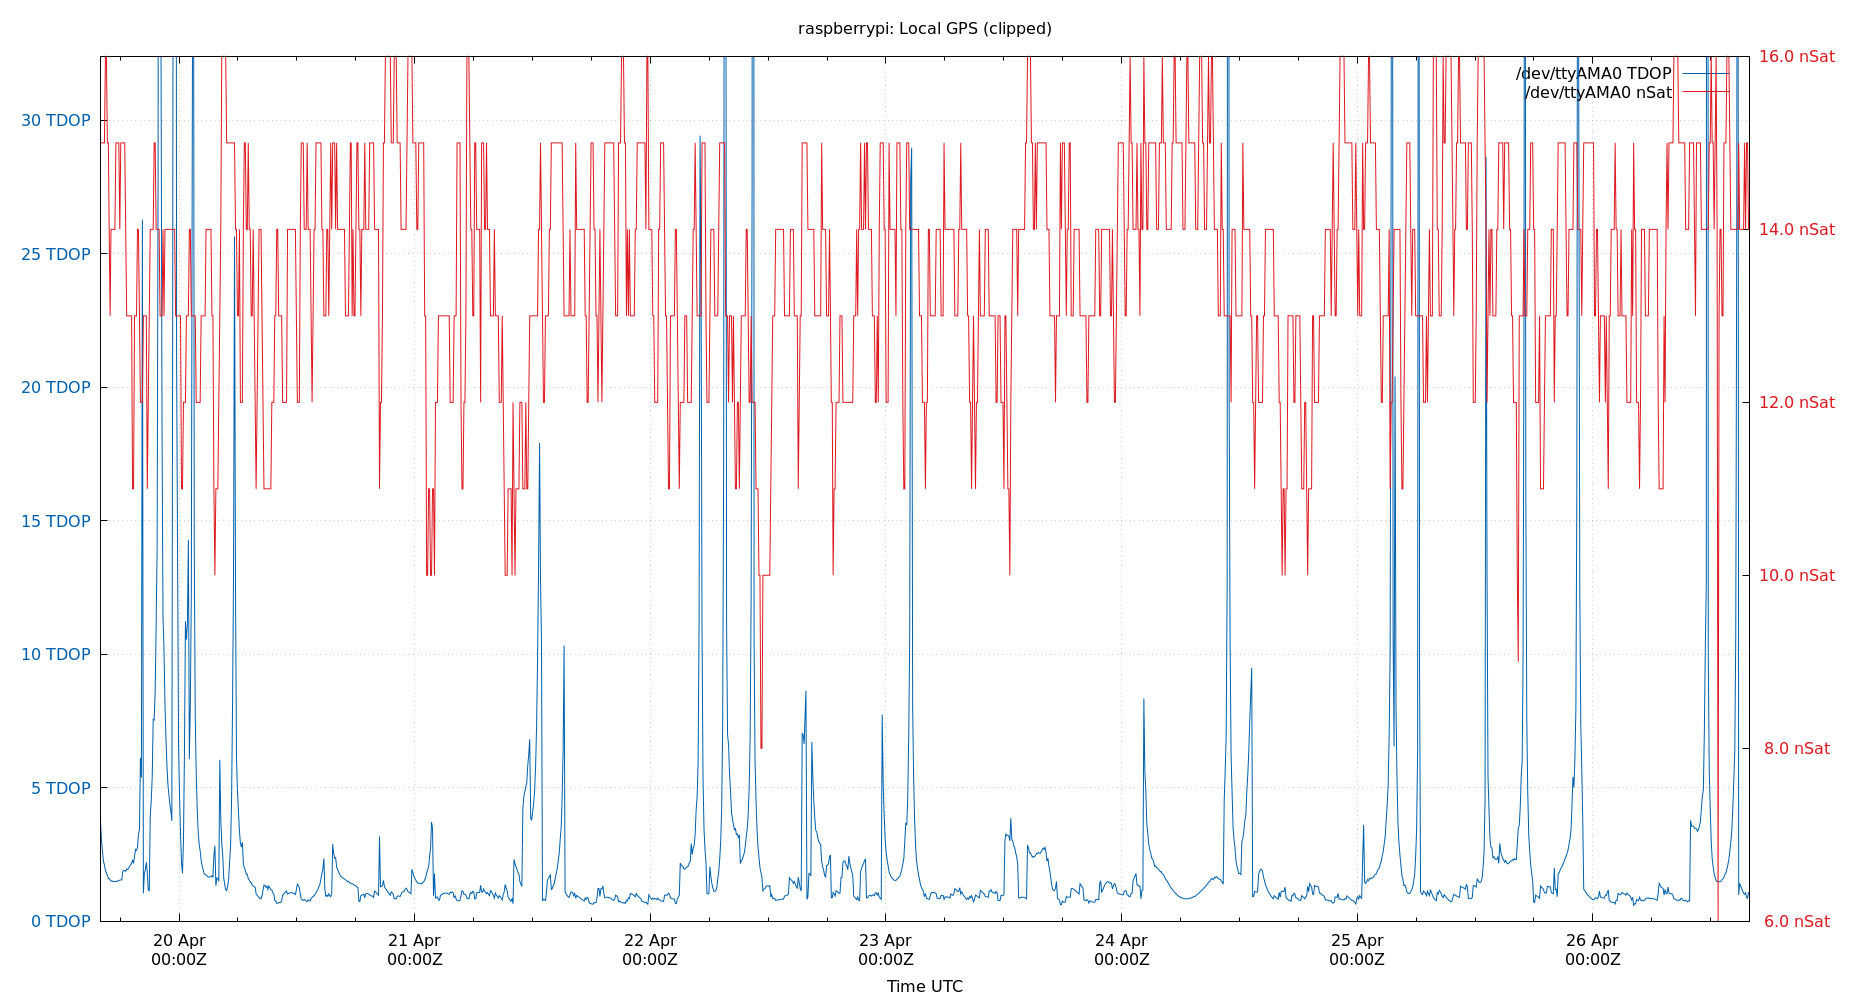 raspberrypi: Local GPS (clipped)
/dev/ttyAMA0 TDOP
/dev/ttyAMA0 nSat
30 TDOP
25 TDOP
20 TDOP
15 TDOP
10 TDOP
5 TDOP
0 TDOP
16.0 nSat
14.0 nSat
12.0 nSat
10.0 nSat
8.0 nSat
6.0 nSat
20 Apr
00:00Z
21 Apr
00:00Z
22 Apr
00:00Z
23 Apr
00:00Z
24 Apr
00:00Z
25 Apr
00:00Z
26 Apr
00:00Z
Time UTC